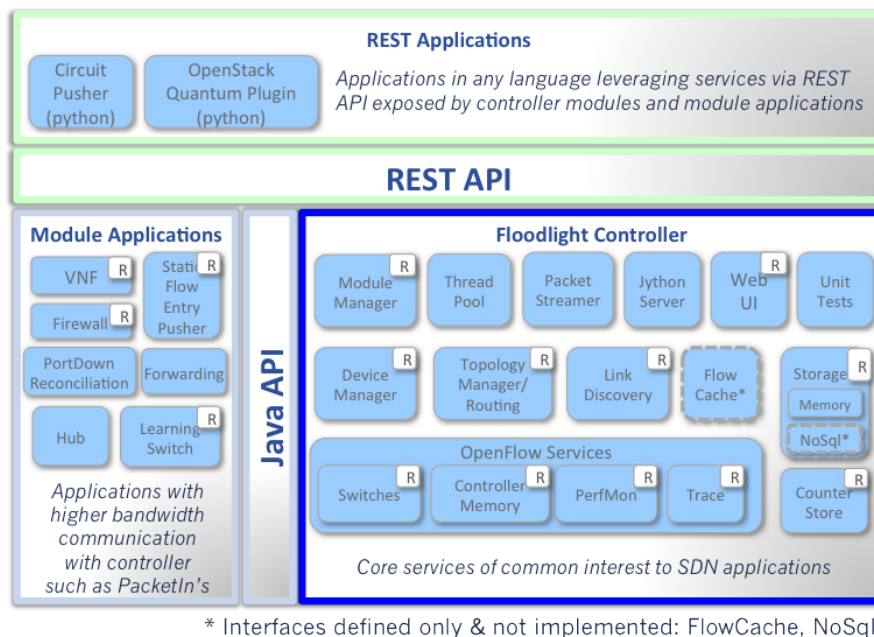 REST Applications
Circuit
Pusher
(python)
OpenStack
Quantum Plugin
(python)
Applications in any language leveraging services via REST
API exposed by controller modules and module applications
REST API
Module Applications
VNF
R
Static
R
Flow
Entry
Pusher
Firewall
R
PortDown
Reconciliation
Forwarding
Hub
Learning
Switch
R
Applications with
higher bandwidth
communication
with controller
such as PacketIn's
Java API
Floodlight Controller
Module
Manager
R
Thread
Pool
Packet
Streamer
Jython
Server
Web
UI
R
Unit
Tests
Device
Manager
R
Topology
Manager/
Routing
R
Link
Discovery
R
Flow
Cache*
Storage
R
Memory
NoSql*
OpenFlow Services
Switches
R
Controller
Memory
R
PerfMon
R
Trace
R
Counter
Store
R
Core services of common interest to SDN applications
* Interfaces defined only & not implemented: FlowCache, NoSql